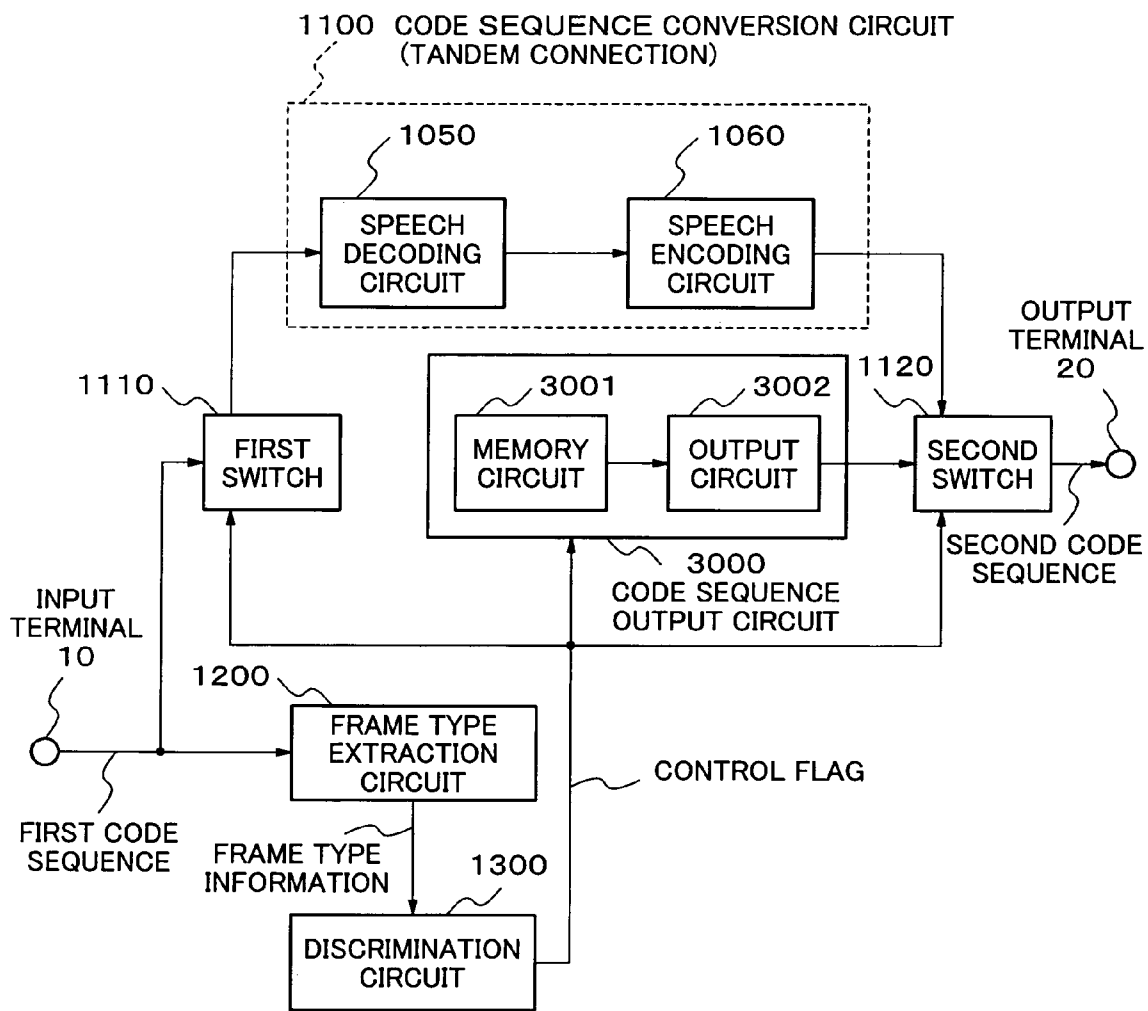 1100 CODE SEQUENCE CONVERSION CIRCUIT
(TANDEM CONNECTION)
1050
1060
SPEECH
DECODING
CIRCUIT
SPEECH
ENCODING
CIRCUIT
OUTPUT
TERMINAL
20
1110
3001
3002
1120
FIRST
SWITCH
MEMORY
CIRCUIT
OUTPUT
CIRCUIT
SECOND
SWITCH
3000
CODE SEQUENCE
OUTPUT CIRCUIT
SECOND CODE
SEQUENCE
INPUT
TERMINAL
10
1200
FRAME TYPE
EXTRACTION
CIRCUIT
CONTROL FLAG
FIRST CODE
SEQUENCE
FRAME TYPE
INFORMATION
1300
DISCRIMINATION
CIRCUIT